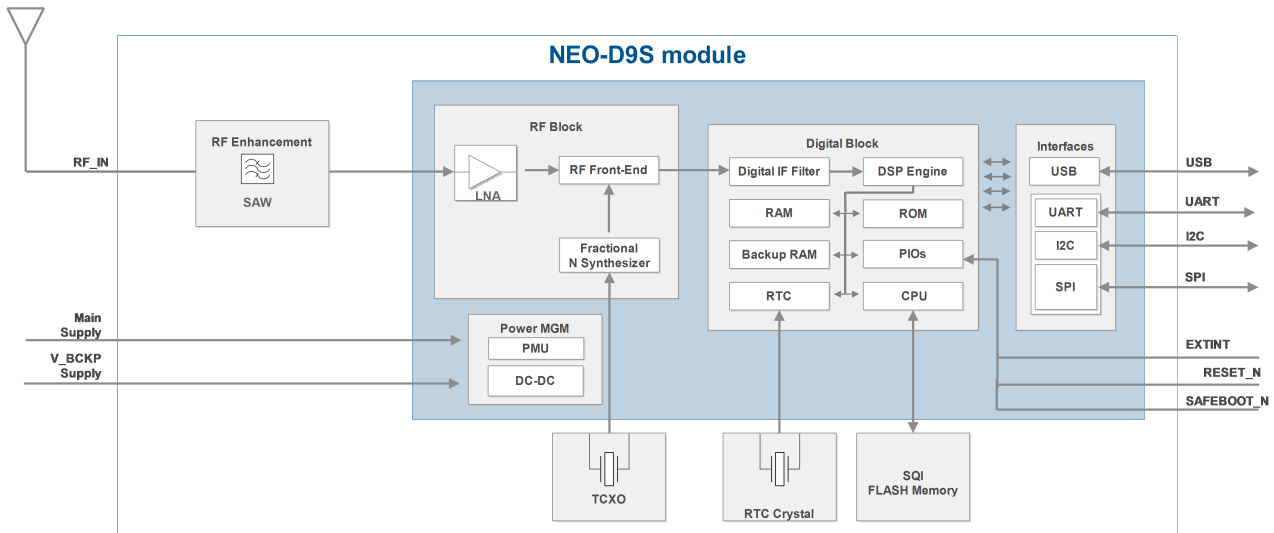 NEO-D9S module
RF_IN
RF Enhancement
SAW
RF Block
LNA
RF Front-End
Fractional
N Synthesizer
Digital Block
Digital IF Filter
DSP Engine
RAM
ROM
Backup RAM
PIOs
RTC
CPU
Interfaces
USB
UART
I2C
SPI
USB
UART
I2C
SPI
Main
Supply
V_BCKP
Supply
Power MGM
PMU
DC-DC
EXTINT
RESET_N
SAFEBOOT_N
TCXO
RTC Crystal
SQI
FLASH Memory